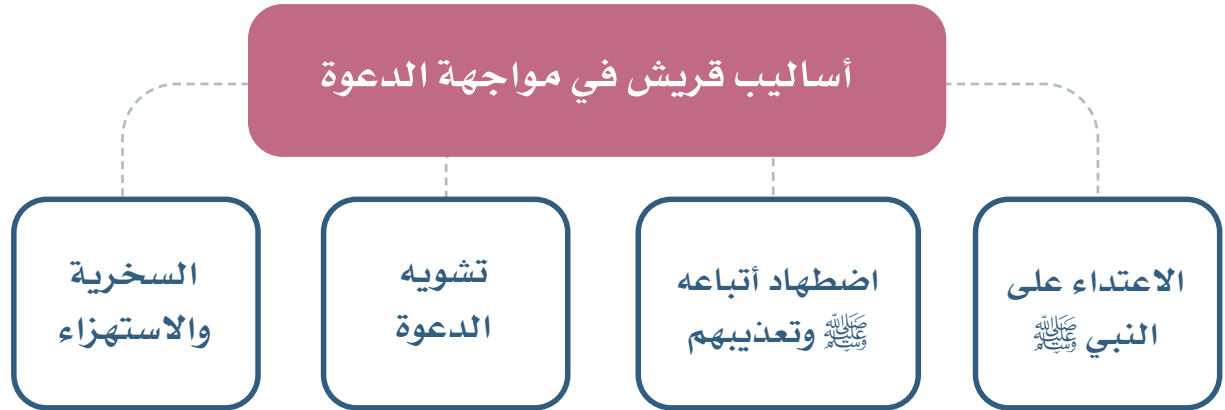 أساليب قريش في مواجهة الدعوة
الاعتداء على
النبي ﷺ
اضطهاد أتباعه
ﷺ وتعذيبهم
تشويه
الدعوة
السخرية
والاستهزاء